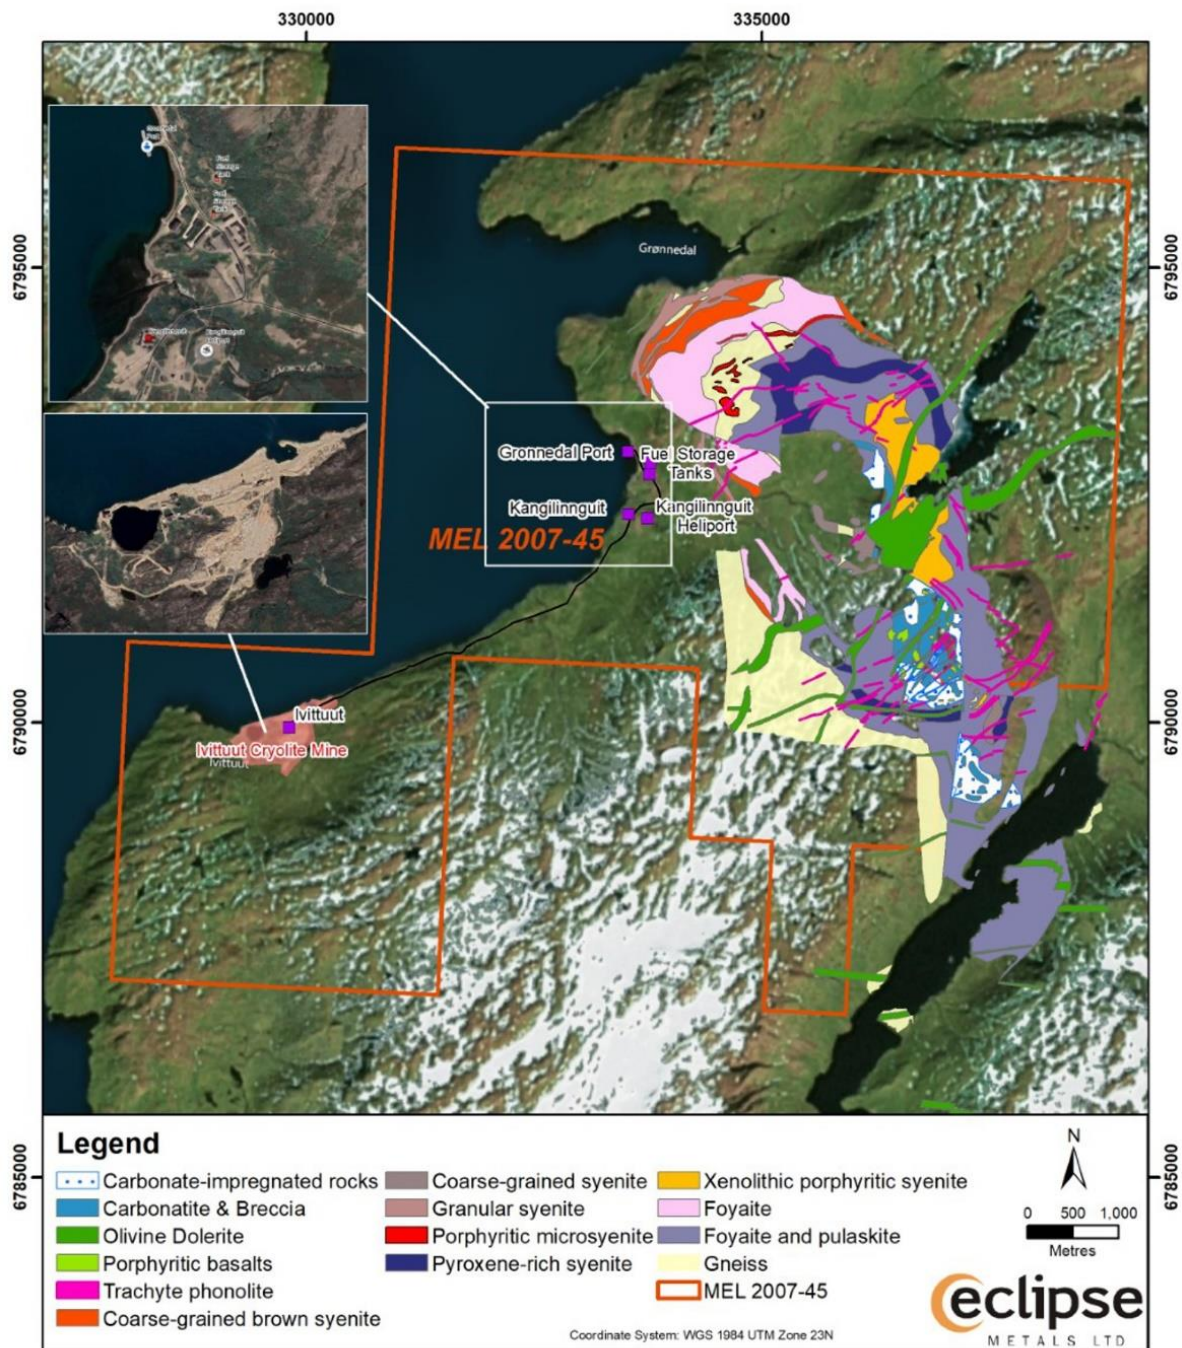 330000
335000
6795000
6795000
Grønnedal
Gronnedal Port
Fuel Storage
Tanks
Kangilinnguit
Kangilinnguit
Heliport
MEL 2007-45
6790000
6790000
Ivittuut
Ivittuut Cryolite Mine
Ivittuut
Legend
Carbonate-impregnated rocks
Carbonatite & Breccia
Olivine Dolerite
Porphyritic basalts
Trachyte phonolite
Coarse-grained brown syenite
Coarse-grained syenite
Granular syenite
Porphyritic microsyenite
Pyroxene-rich syenite
Xenolithic porphyritic syenite
Foyaite
Foyaite and pulaskite
Gneiss
MEL 2007-45
N
0 500 1,000
Metres
6785000
6785000
eclipse
METALS LTD
Coordinate System: WGS 1984 UTM Zone 23N